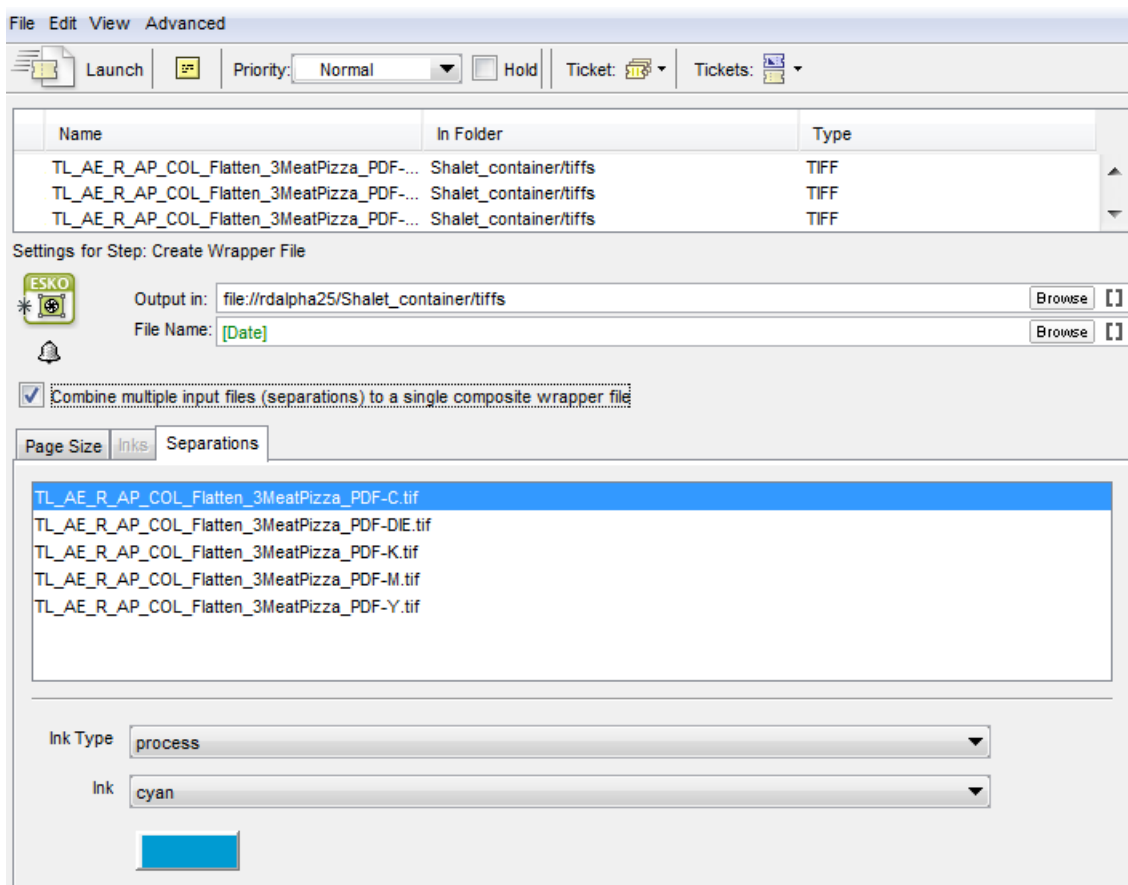 File Edit View Advanced
Launch Priority: Normal Hold Ticket: Tickets:
Name In Folder Type
TL_AE_R_AP_COL_Flatten_3MeatPizza_PDF-... Shalet_container/tiffs TIFF
TL_AE_R_AP_COL_Flatten_3MeatPizza_PDF-... Shalet_container/tiffs TIFF
TL_AE_R_AP_COL_Flatten_3MeatPizza_PDF-... Shalet_container/tiffs TIFF
Settings for Step: Create Wrapper File
ESKO
Output in: file://rdalpha25/Shalet_container/tiffs Browse []
File Name: [Date] Browse []
Combine multiple input files (separations) to a single composite wrapper file
Page Size Inks Separations
TL_AE_R_AP_COL_Flatten_3MeatPizza_PDF-C.tif
TL_AE_R_AP_COL_Flatten_3MeatPizza_PDF-DIE.tif
TL_AE_R_AP_COL_Flatten_3MeatPizza_PDF-K.tif
TL_AE_R_AP_COL_Flatten_3MeatPizza_PDF-M.tif
TL_AE_R_AP_COL_Flatten_3MeatPizza_PDF-Y.tif
Ink Type process
Ink cyan